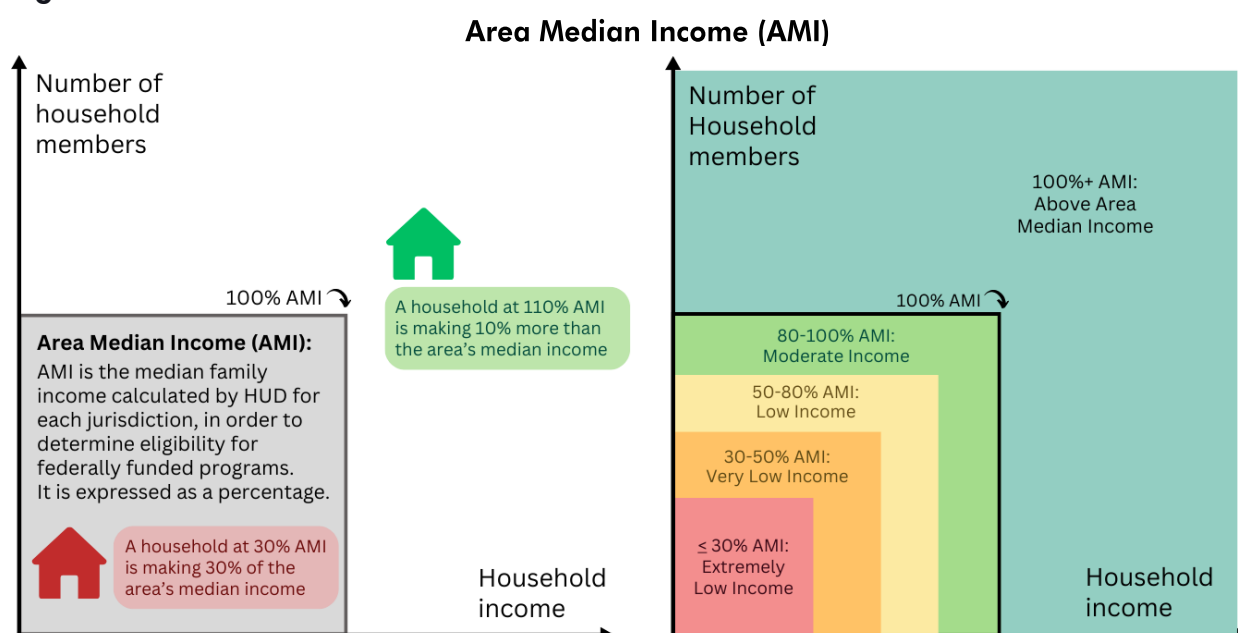 Area Median Income (AMI)
Number of
household
members
100% AMI
A household at 110% AMI
is making 10% more than
the area's median income
Area Median Income (AMI):
AMI is the median family
income calculated by HUD for
each jurisdiction, in order to
determine eligibility for
federally funded programs.
It is expressed as a percentage.
A household at 30% AMI
is making 30% of the
area's median income
Household
income
Number of
Household
members
100%+ AMI:
Above Area
Median Income
100% AMI
80-100% AMI:
Moderate Income
50-80% AMI:
Low Income
30-50% AMI:
Very Low Income
≤ 30% AMI:
Extremely
Low Income
Household
income